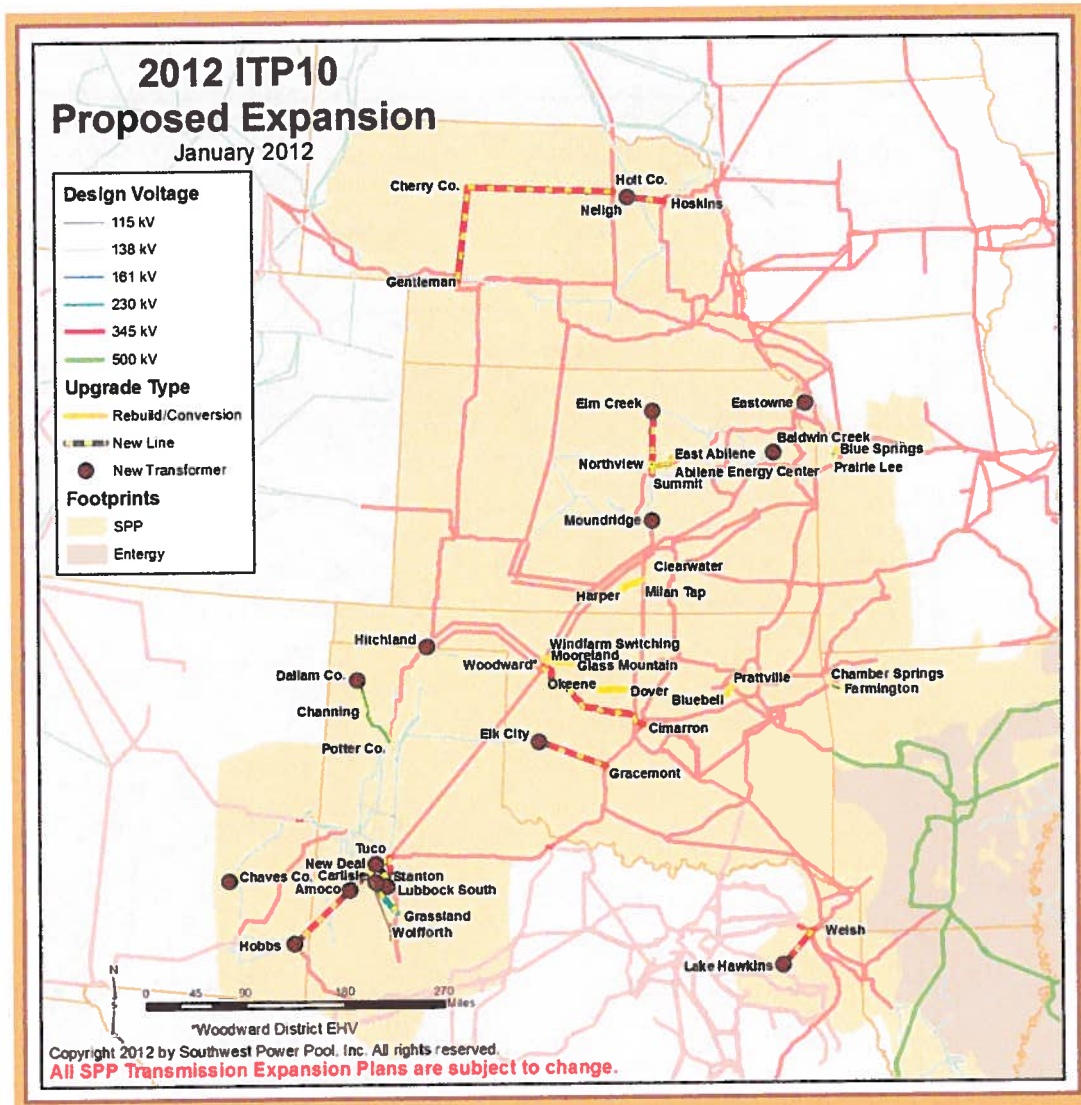 2012 ITP10
Proposed Expansion
January 2012
Design Voltage
115 kV
138 kV
161 kV
230 kV
345 kV
500 kV
Upgrade Type
Rebuild/Conversion
New Line
New Transformer
Footprints
SPP
Entergy
Cherry Co.
Holt Co.
Neligh
Hoskins
Gentleman
Elm Creek
Eastowne
Baldwin Creek
East Abilene
Blue Springs
Northview
Abilene Energy Center
Prairie Lee
Summit
Moundridge
Clearwater
Harper
Milan Tap
Hitchland
Windfarm Switching
Mooreland
Woodward*
Glass Mountain
Dallam Co.
Okeene
Dover
Prattville
Chamber Springs
Farmington
Bluebell
Channing
Cimarron
Elk City
Potter Co.
Gracemont
Tuco
New Deal
Chaves Co.
Carlisle
Stanton
Amoco
Lubbock South
Grassland
Wolfforth
Hobbs
Welsh
Lake Hawkins
N
S
0 45 90 180 270
Miles
*Woodward District EHV
Copyright 2012 by Southwest Power Pool, Inc. All rights reserved.
All SPP Transmission Expansion Plans are subject to change.